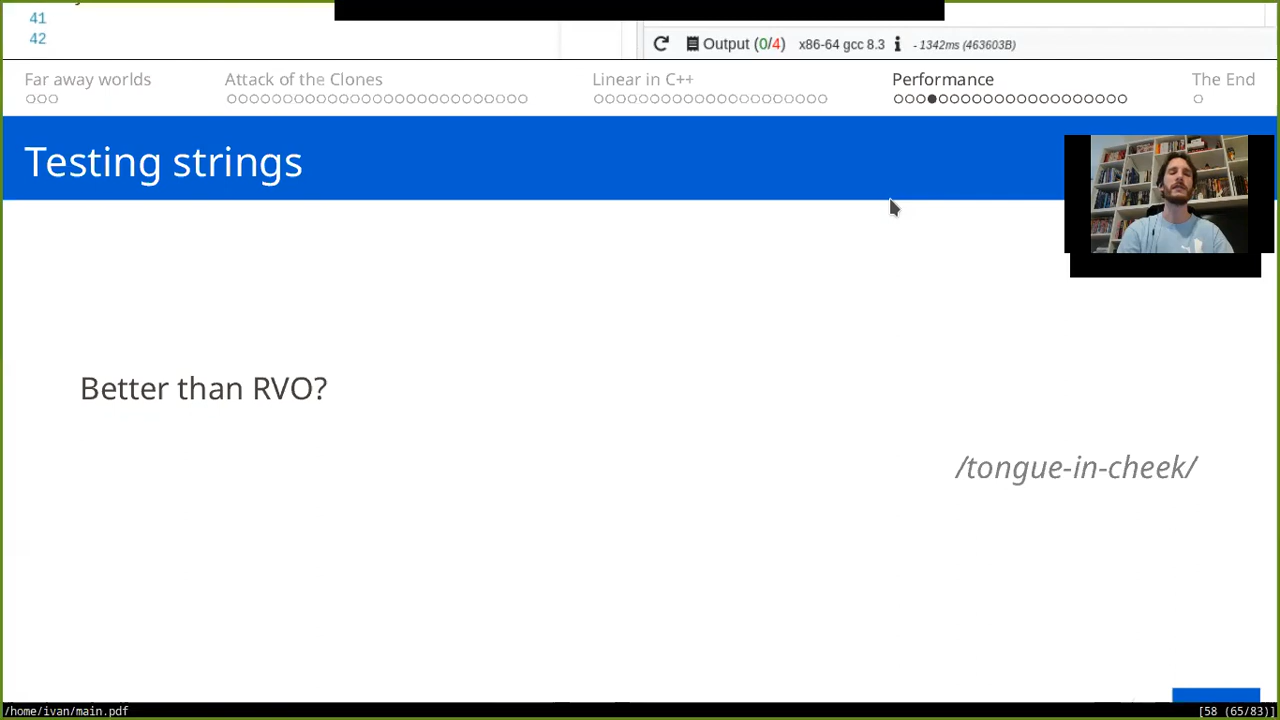 41
42
Output (0/4) x86-64 gcc 8.3 i - 1342ms (463603B)
Far away worlds Attack of the Clones Linear in C++ Performance The End
Testing strings
Better than RVO?
/tongue-in-cheek/
/home/ivan/main.pdf [58 (65/83)]